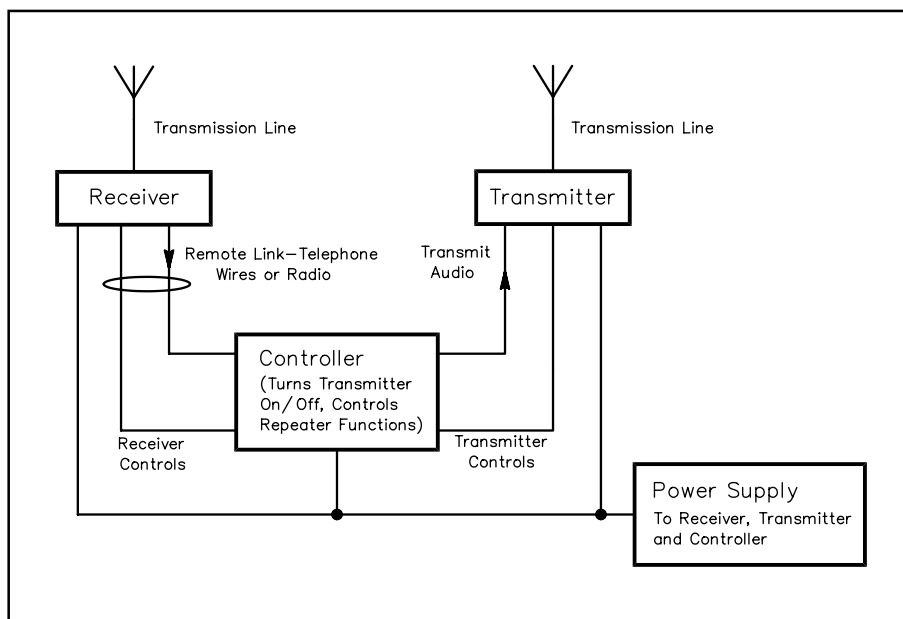 Transmission Line
Transmission Line
Receiver
Transmitter
Remote Link-Telephone
Wires or Radio
Transmit
Audio
Controller
(Turns Transmitter
On/Off, Controls
Repeater Functions)
Receiver
Controls
Transmitter
Controls
Power Supply
To Receiver, Transmitter
and Controller